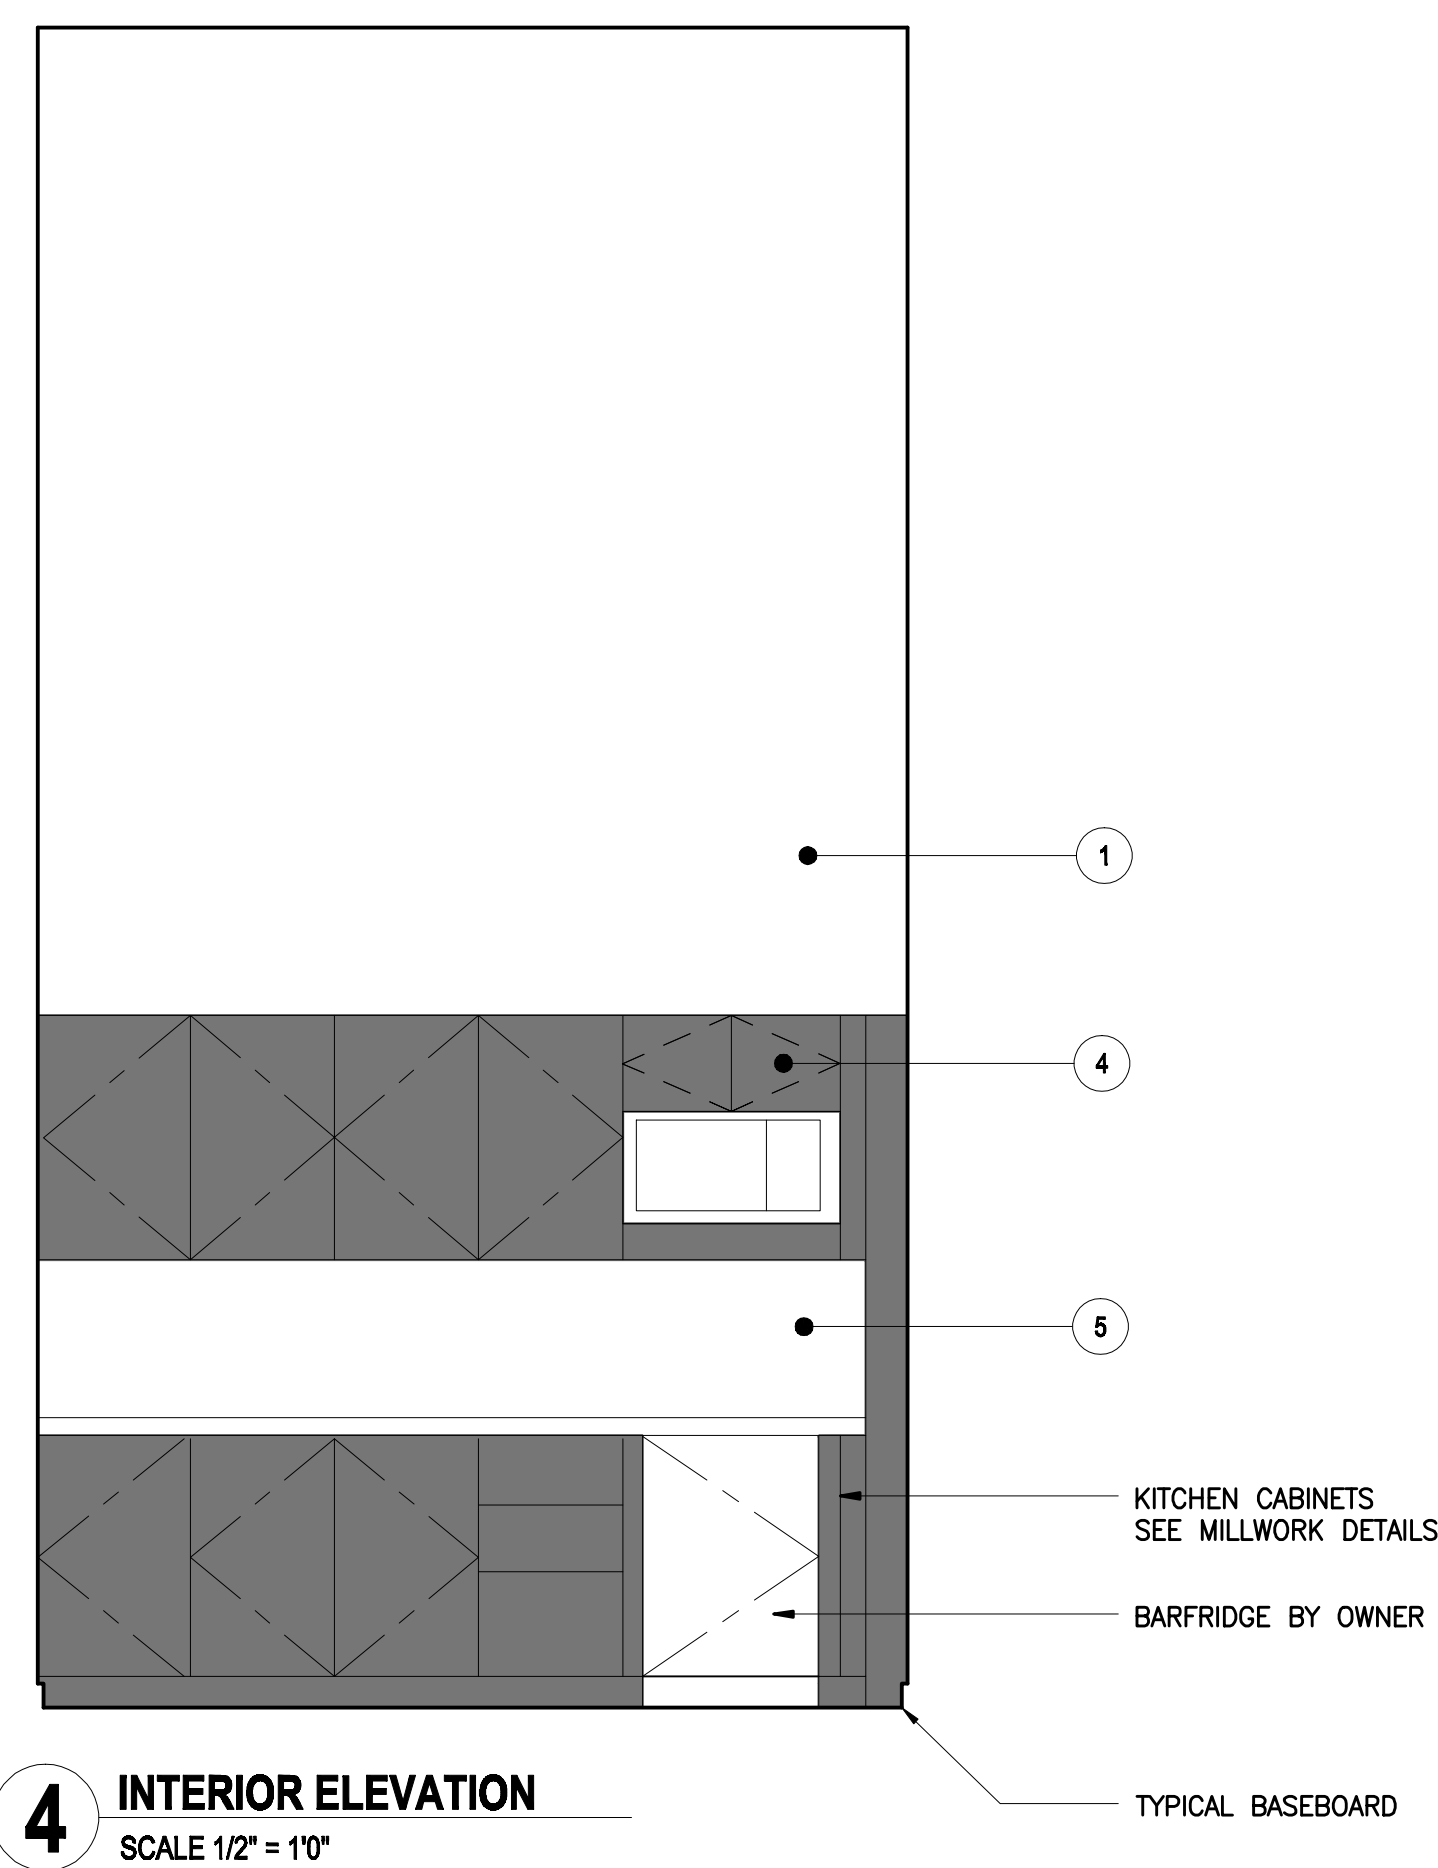 1
4
5
KITCHEN CABINETS
SEE MILLWORK DETAILS
BARFRIDGE BY OWNER
TYPICAL BASEBOARD
4
INTERIOR ELEVATION
SCALE 1/2" = 1'0"